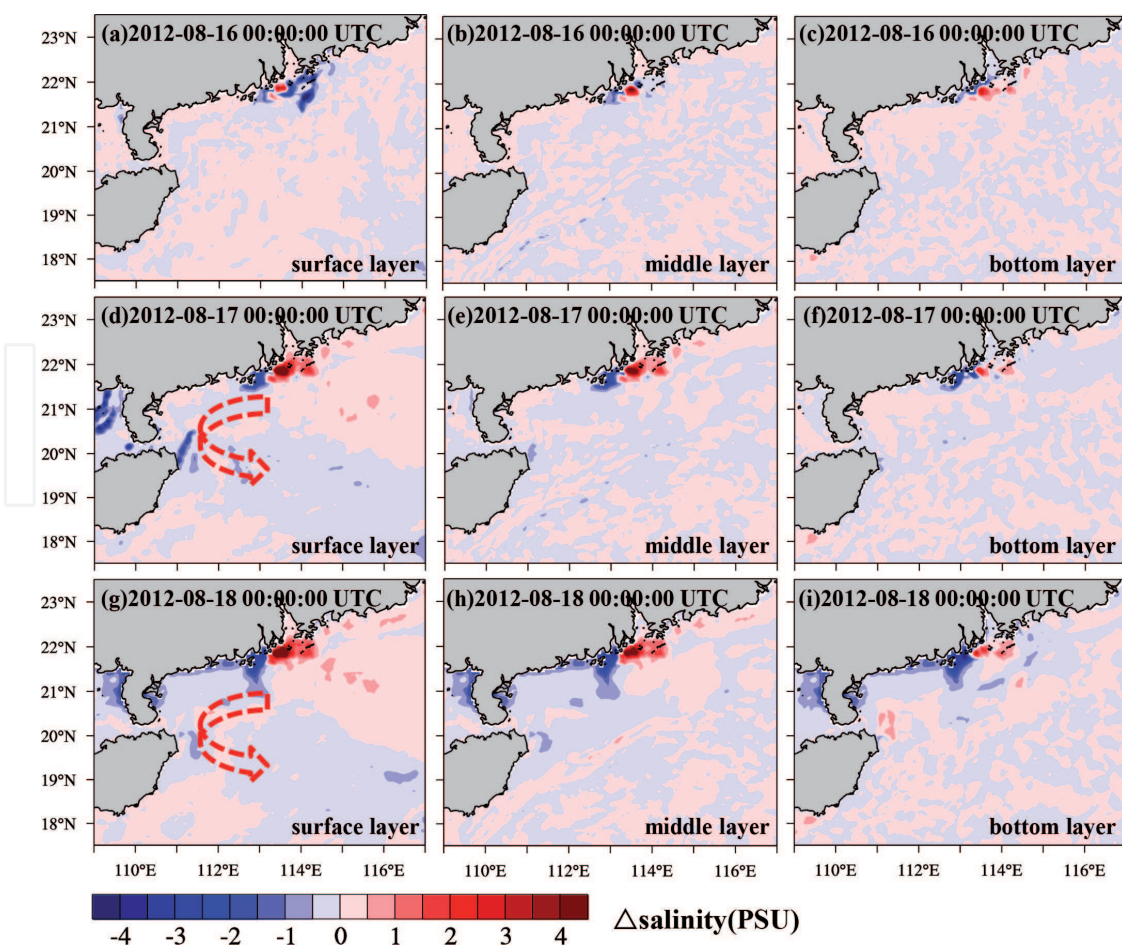 (a)2012-08-16 00:00:00 UTC
(b)2012-08-16 00:00:00 UTC
(c)2012-08-16 00:00:00 UTC
23°N
22°N
21°N
20°N
19°N
18°N
surface layer
middle layer
bottom layer
(d)2012-08-17 00:00:00 UTC
(e)2012-08-17 00:00:00 UTC
(f)2012-08-17 00:00:00 UTC
23°N
22°N
21°N
20°N
19°N
18°N
surface layer
middle layer
bottom layer
(g)2012-08-18 00:00:00 UTC
(h)2012-08-18 00:00:00 UTC
(i)2012-08-18 00:00:00 UTC
23°N
22°N
21°N
20°N
19°N
18°N
surface layer
middle layer
bottom layer
110°E 112°E 114°E 116°E
110°E 112°E 114°E 116°E
110°E 112°E 114°E 116°E
-4 -3 -2 -1 0 1 2 3 4
△salinity(PSU)